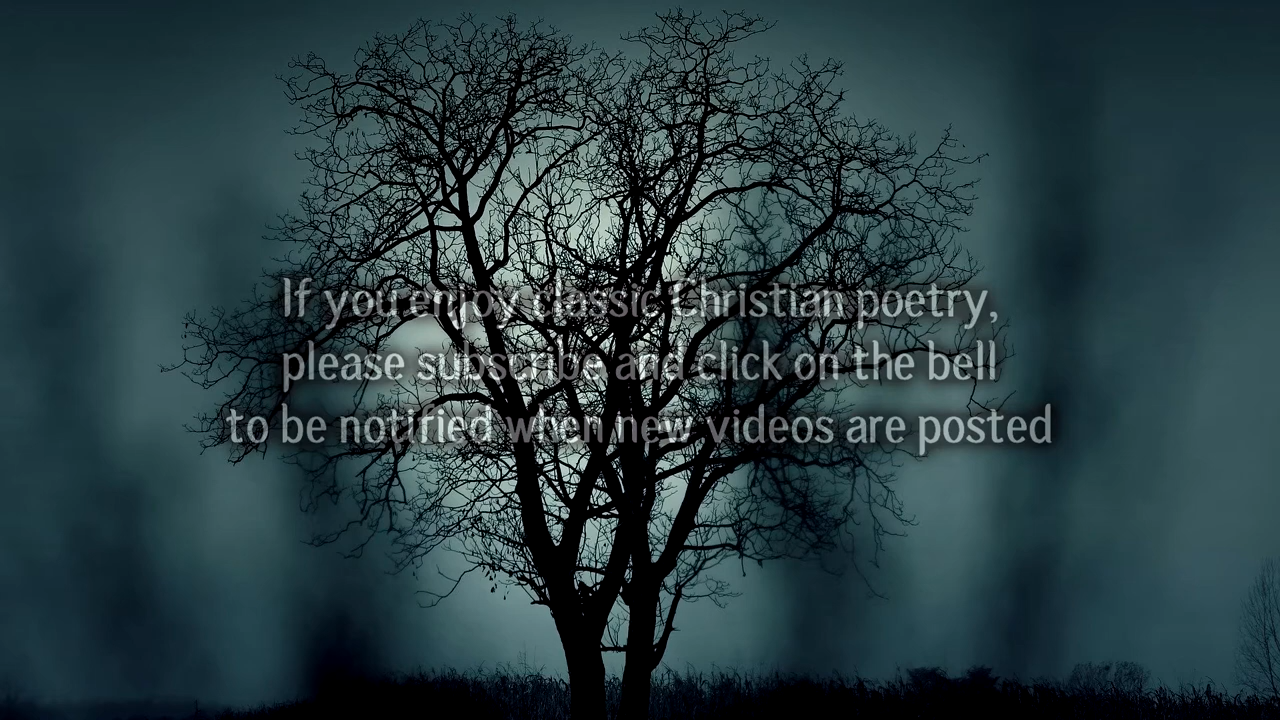 If you enjoy classic Christian poetry,
please subscribe and click on the bell
to be notified when new videos are posted